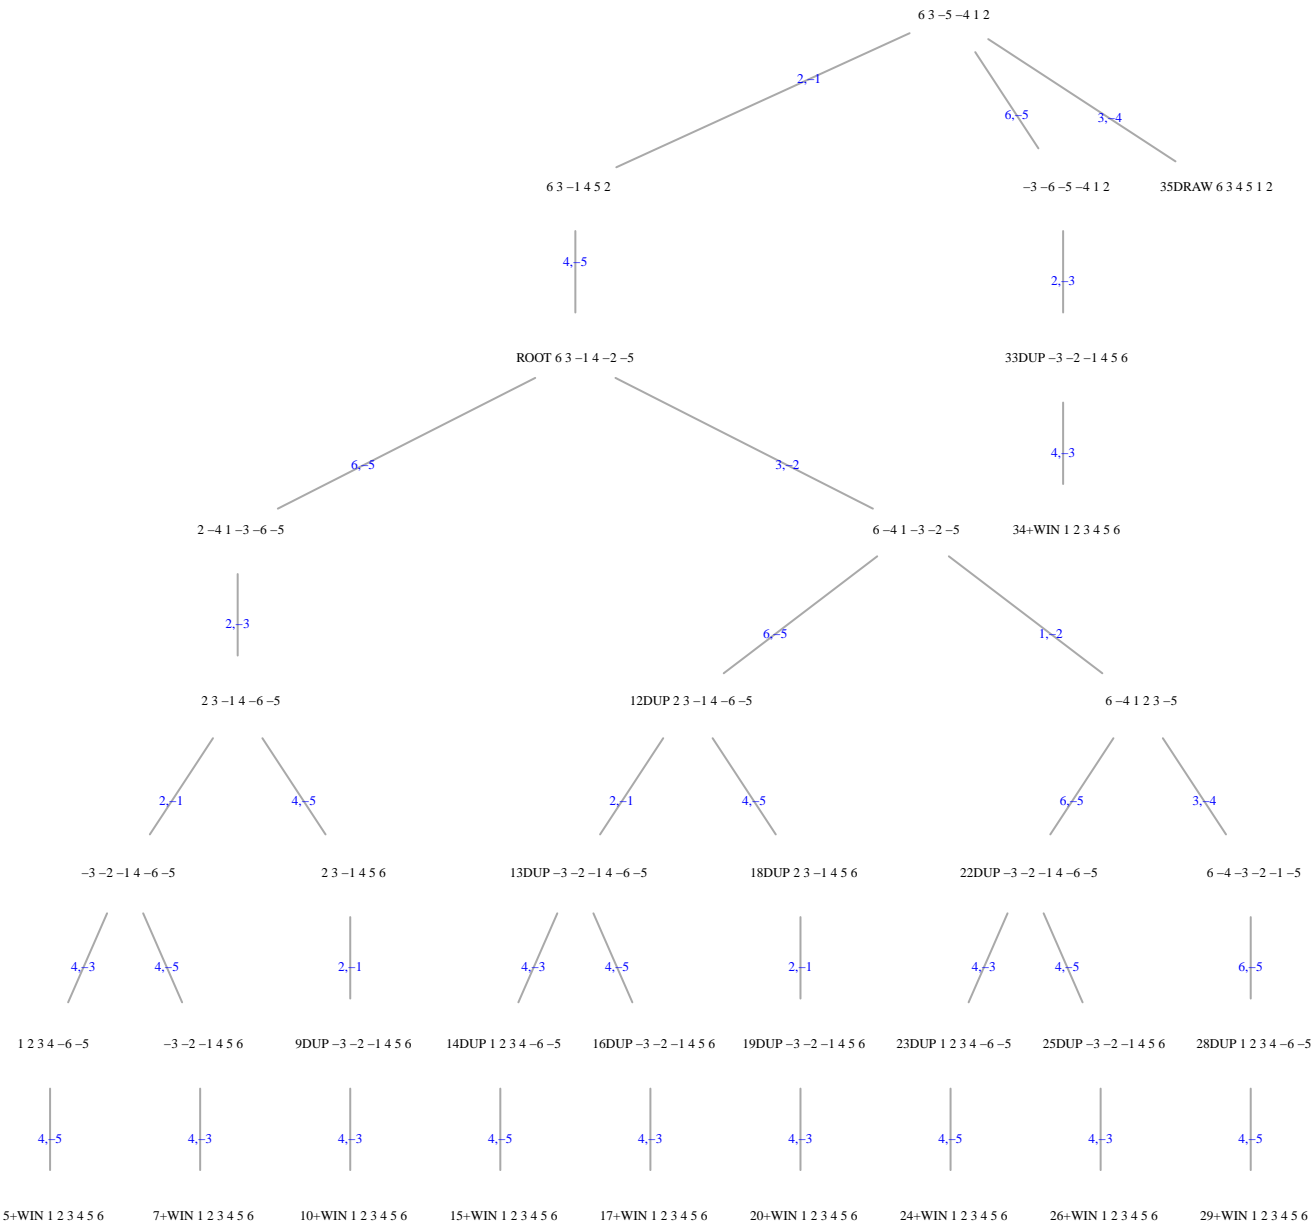 6 3 −5 −4 1 2
2,−1
6,−5
3,−4
6 3 −1 4 5 2
−3 −6 −5 −4 1 2
35DRAW 6 3 4 5 1 2
4,−5
2,−3
ROOT 6 3 −1 4 −2 −5
33DUP −3 −2 −1 4 5 6
6,−5
3,−2
4,−3
2 −4 1 −3 −6 −5
6 −4 1 −3 −2 −5
34+WIN 1 2 3 4 5 6
2,−3
6,−5
1,−2
2 3 −1 4 −6 −5
12DUP 2 3 −1 4 −6 −5
6 −4 1 2 3 −5
2,−1
4,−5
2,−1
4,−5
6,−5
3,−4
−3 −2 −1 4 −6 −5
2 3 −1 4 5 6
13DUP −3 −2 −1 4 −6 −5
18DUP 2 3 −1 4 5 6
22DUP −3 −2 −1 4 −6 −5
6 −4 −3 −2 −1 −5
4,−3
4,−5
2,−1
4,−3
4,−5
2,−1
4,−3
4,−5
6,−5
1 2 3 4 −6 −5
−3 −2 −1 4 5 6
9DUP −3 −2 −1 4 5 6
14DUP 1 2 3 4 −6 −5
16DUP −3 −2 −1 4 5 6
19DUP −3 −2 −1 4 5 6
23DUP 1 2 3 4 −6 −5
25DUP −3 −2 −1 4 5 6
28DUP 1 2 3 4 −6 −5
4,−5
4,−3
4,−3
4,−5
4,−3
4,−3
4,−5
4,−3
4,−5
5+WIN 1 2 3 4 5 6
7+WIN 1 2 3 4 5 6
10+WIN 1 2 3 4 5 6
15+WIN 1 2 3 4 5 6
17+WIN 1 2 3 4 5 6
20+WIN 1 2 3 4 5 6
24+WIN 1 2 3 4 5 6
26+WIN 1 2 3 4 5 6
29+WIN 1 2 3 4 5 6